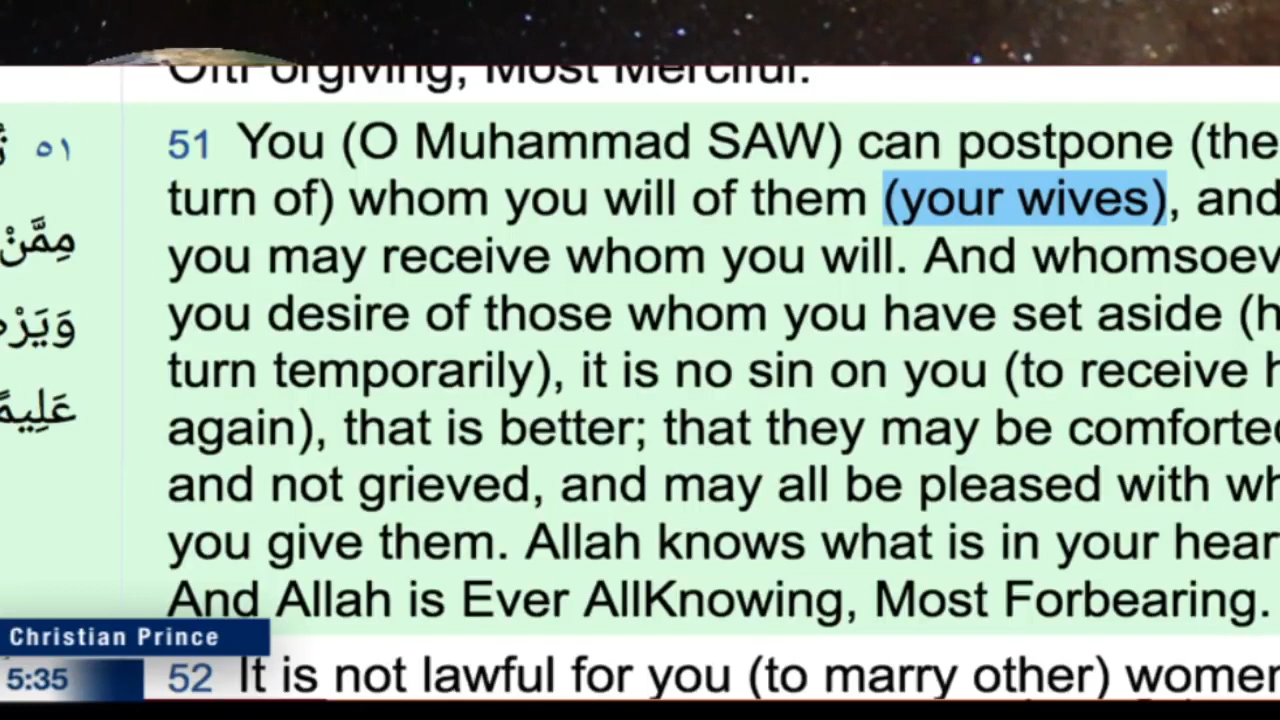 OftForgiving, Most Merciful.
51 You (O Muhammad SAW) can postpone (the
turn of) whom you will of them (your wives), and
you may receive whom you will. And whomsoev
you desire of those whom you have set aside (h
turn temporarily), it is no sin on you (to receive h
again), that is better; that they may be comforted
and not grieved, and may all be pleased with wh
you give them. Allah knows what is in your hear
And Allah is Ever AllKnowing, Most Forbearing.
52 It is not lawful for you (to marry other) women
٥١
مِمَّنْ
وَيَرْ
عَلِيمً
Christian Prince
5:35